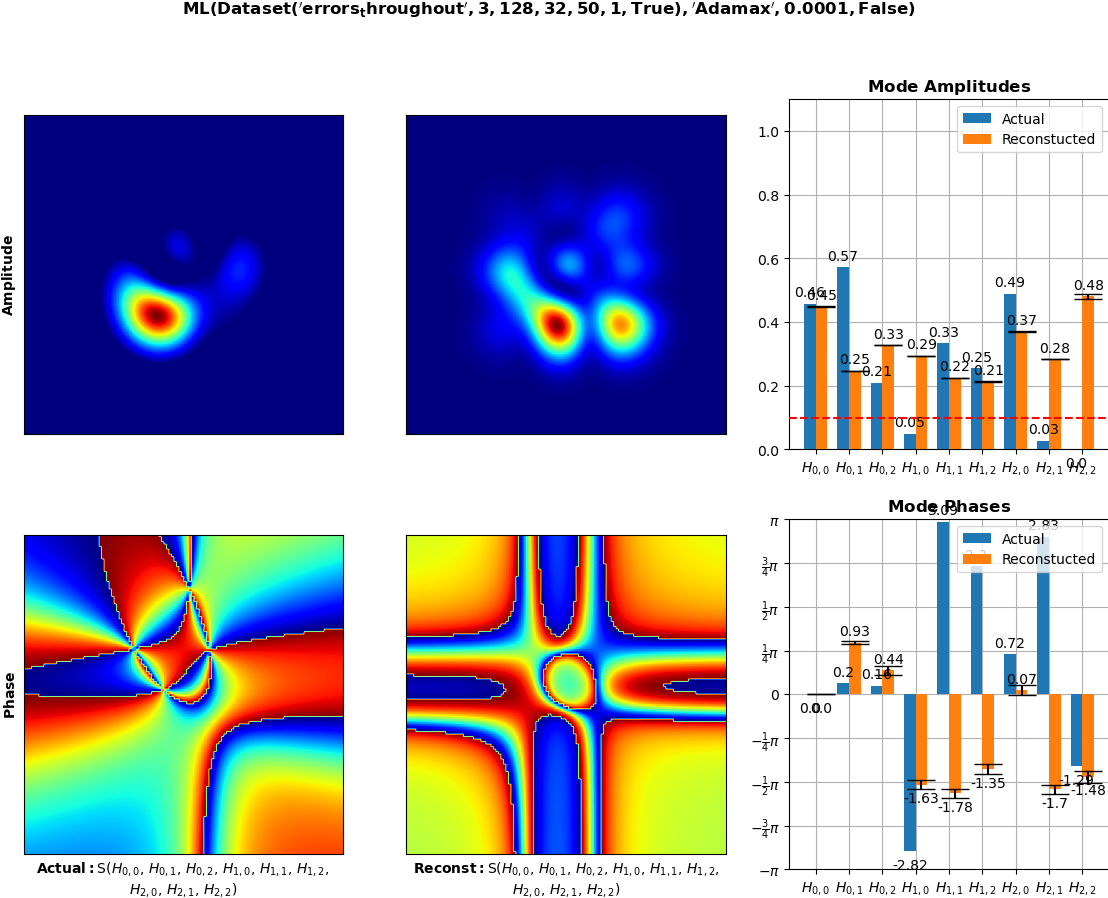 ML(Dataset('errors_throughout', 3, 128, 32, 50, 1, True), 'Adamax', 0.0001, False)
Amplitude
Mode Amplitudes
Actual
Reconstucted
1.0
0.8
0.6
0.4
0.2
0.0
0.46 0.45 0.57 0.25 0.21 0.33 0.05 0.29 0.33 0.22 0.25 0.21 0.49 0.37 0.03 0.28 0.0 0.48
H0,0 H0,1 H0,2 H1,0 H1,1 H1,2 H2,0 H2,1 H2,2
Phase
Mode Phases
Actual
Reconstucted
π
3/4π
1/2π
1/4π
0
−1/4π
−1/2π
−3/4π
−π
0.0 0.0 0.2 0.93 0.16 0.44 -2.82 -1.63 3.09 -1.78 -1.35 0.72 0.07 2.83 -1.7 -1.29 -1.48
H0,0 H0,1 H0,2 H1,0 H1,1 H1,2 H2,0 H2,1 H2,2
Actual: S(H0,0, H0,1, H0,2, H1,0, H1,1, H1,2,
H2,0, H2,1, H2,2)
Reconst: S(H0,0, H0,1, H0,2, H1,0, H1,1, H1,2,
H2,0, H2,1, H2,2)